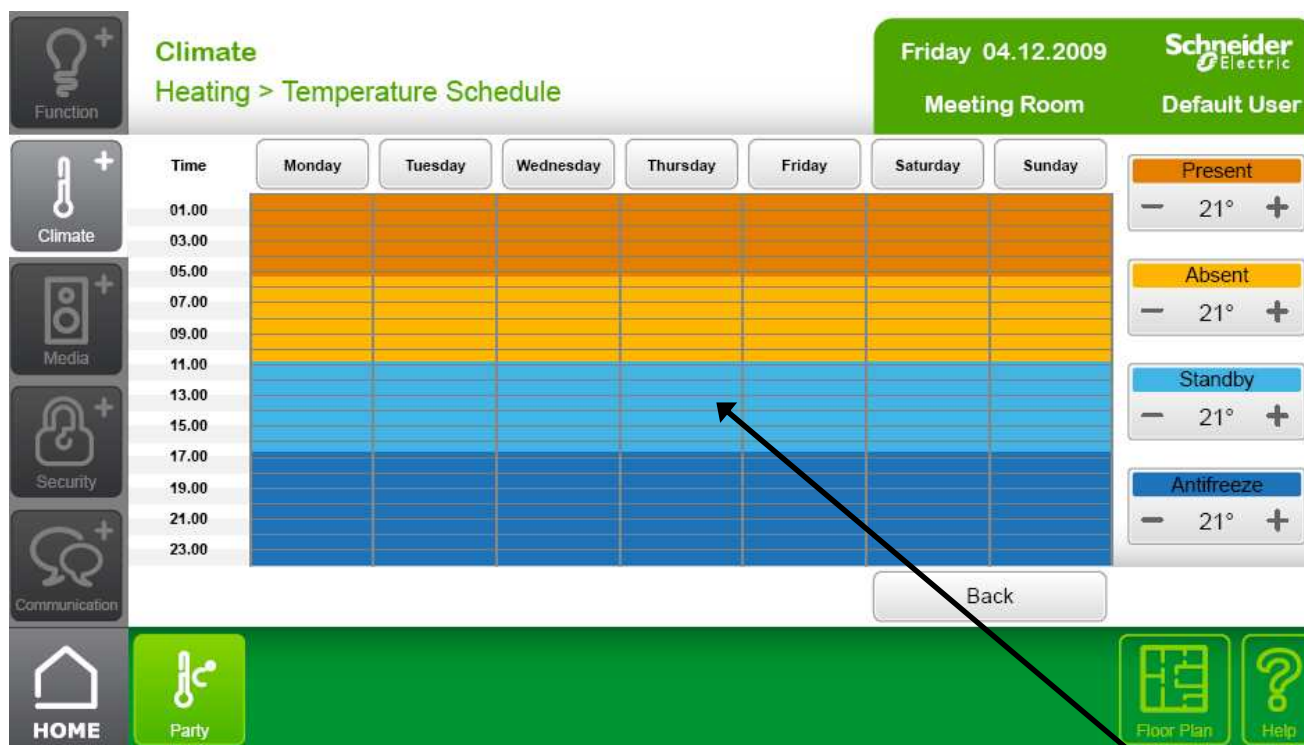 Function
Climate
Heating > Temperature Schedule
Friday 04.12.2009
Meeting Room
Schneider
Electric
Default User
Climate
Media
Security
Communication
HOME
Time Monday Tuesday Wednesday Thursday Friday Saturday Sunday
01.00
03.00
05.00
07.00
09.00
11.00
13.00
15.00
17.00
19.00
21.00
23.00
Present
− 21° +
Absent
− 21° +
Standby
− 21° +
Antifreeze
− 21° +
Back
Party
Floor Plan
Help